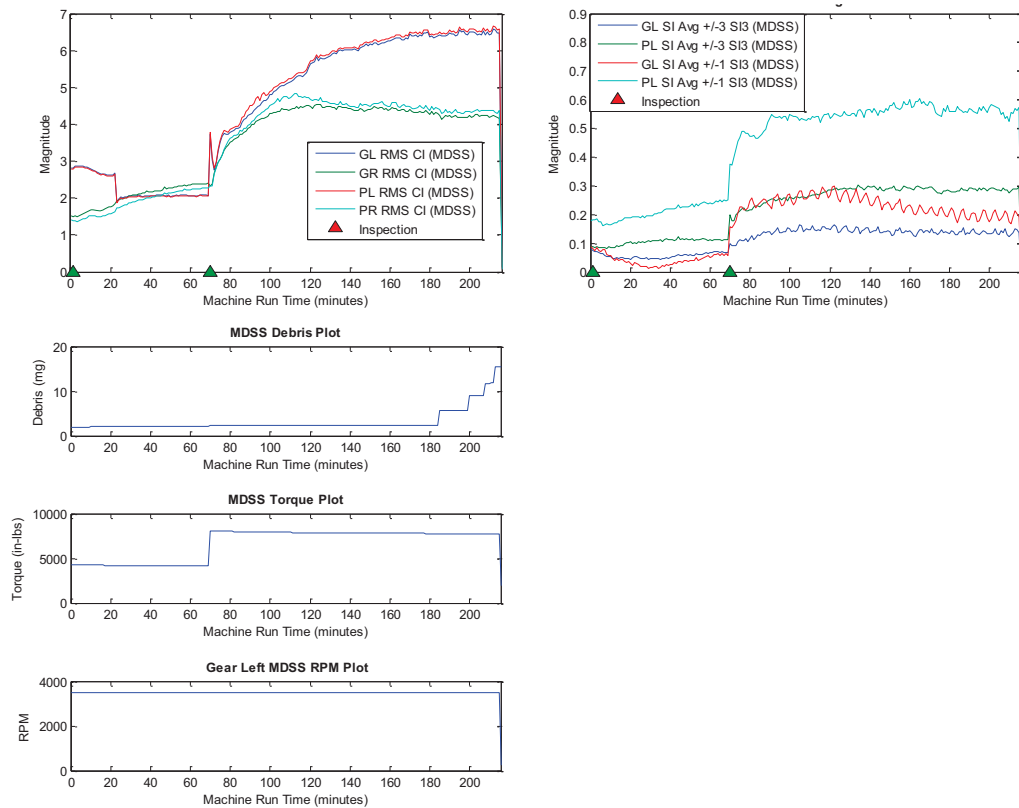 7
6
5
4
3
2
1
0
Magnitude
GL RMS CI (MDSS)
GR RMS CI (MDSS)
PL RMS CI (MDSS)
PR RMS CI (MDSS)
Inspection
0 20 40 60 80 100 120 140 160 180 200
Machine Run Time (minutes)
0.9
0.8
0.7
0.6
0.5
0.4
0.3
0.2
0.1
0
Magnitude
GL SI Avg +/-3 SI3 (MDSS)
PL SI Avg +/-3 SI3 (MDSS)
GL SI Avg +/-1 SI3 (MDSS)
PL SI Avg +/-1 SI3 (MDSS)
Inspection
0 20 40 60 80 100 120 140 160 180 200
Machine Run Time (minutes)
MDSS Debris Plot
20
10
0
Debris (mg)
0 20 40 60 80 100 120 140 160 180 200
Machine Run Time (minutes)
MDSS Torque Plot
10000
5000
0
Torque (in-lbs)
0 20 40 60 80 100 120 140 160 180 200
Machine Run Time (minutes)
Gear Left MDSS RPM Plot
4000
2000
0
RPM
0 20 40 60 80 100 120 140 160 180 200
Machine Run Time (minutes)